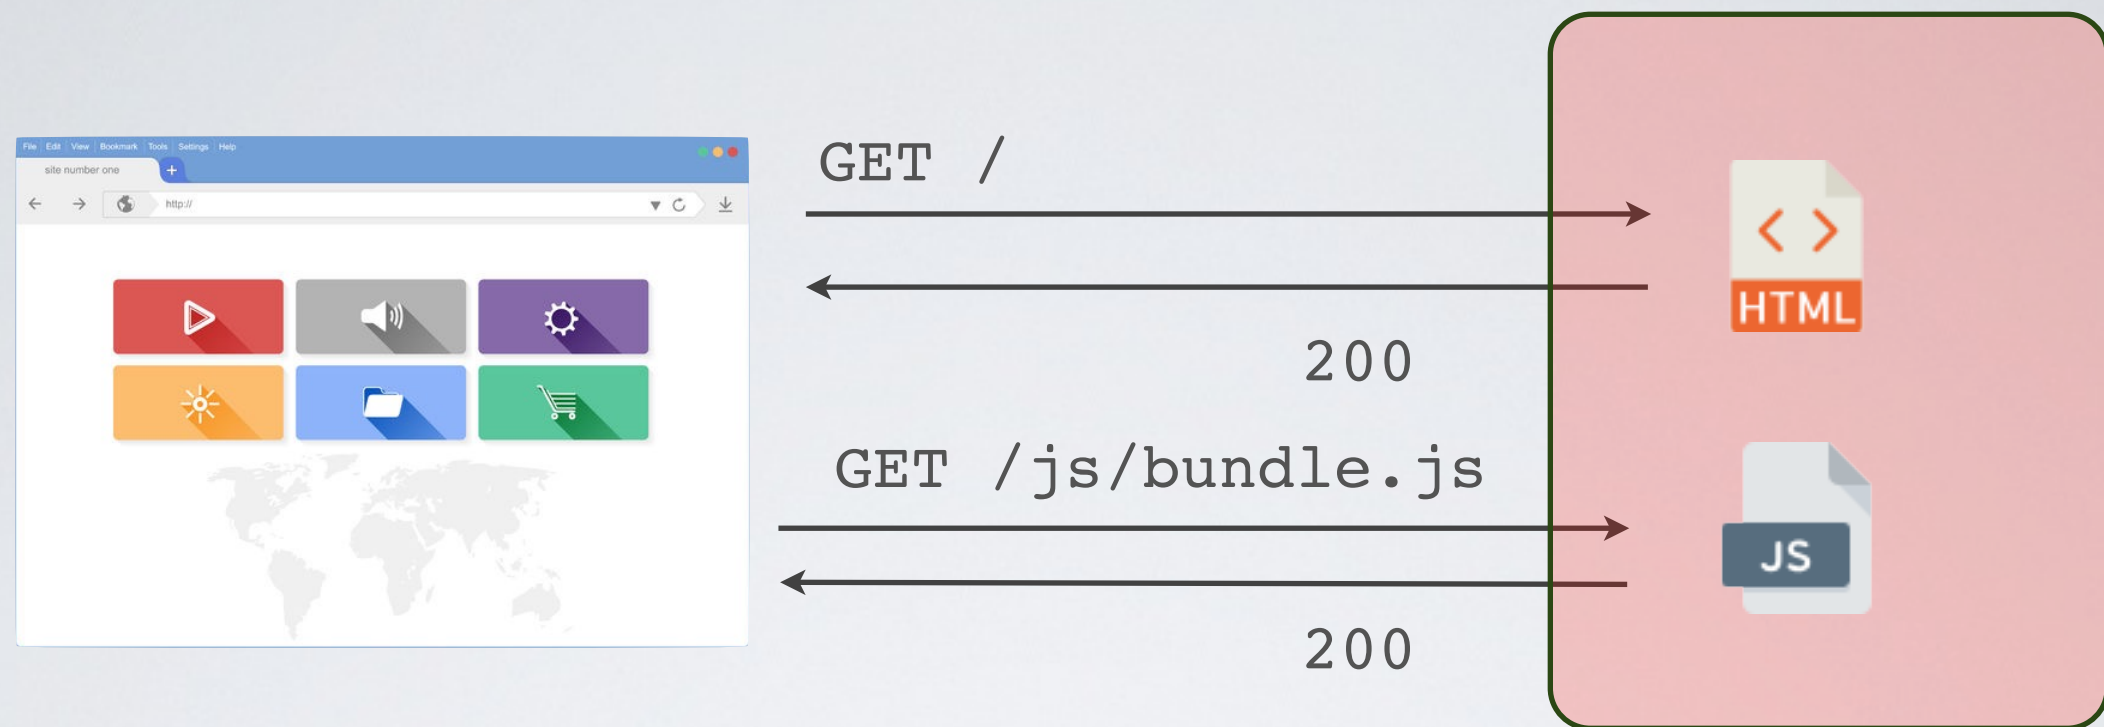 File Edit View Bookmark Tools Settings Help
site number one +
http://
GET /
200
GET /js/bundle.js
200
HTML
JS